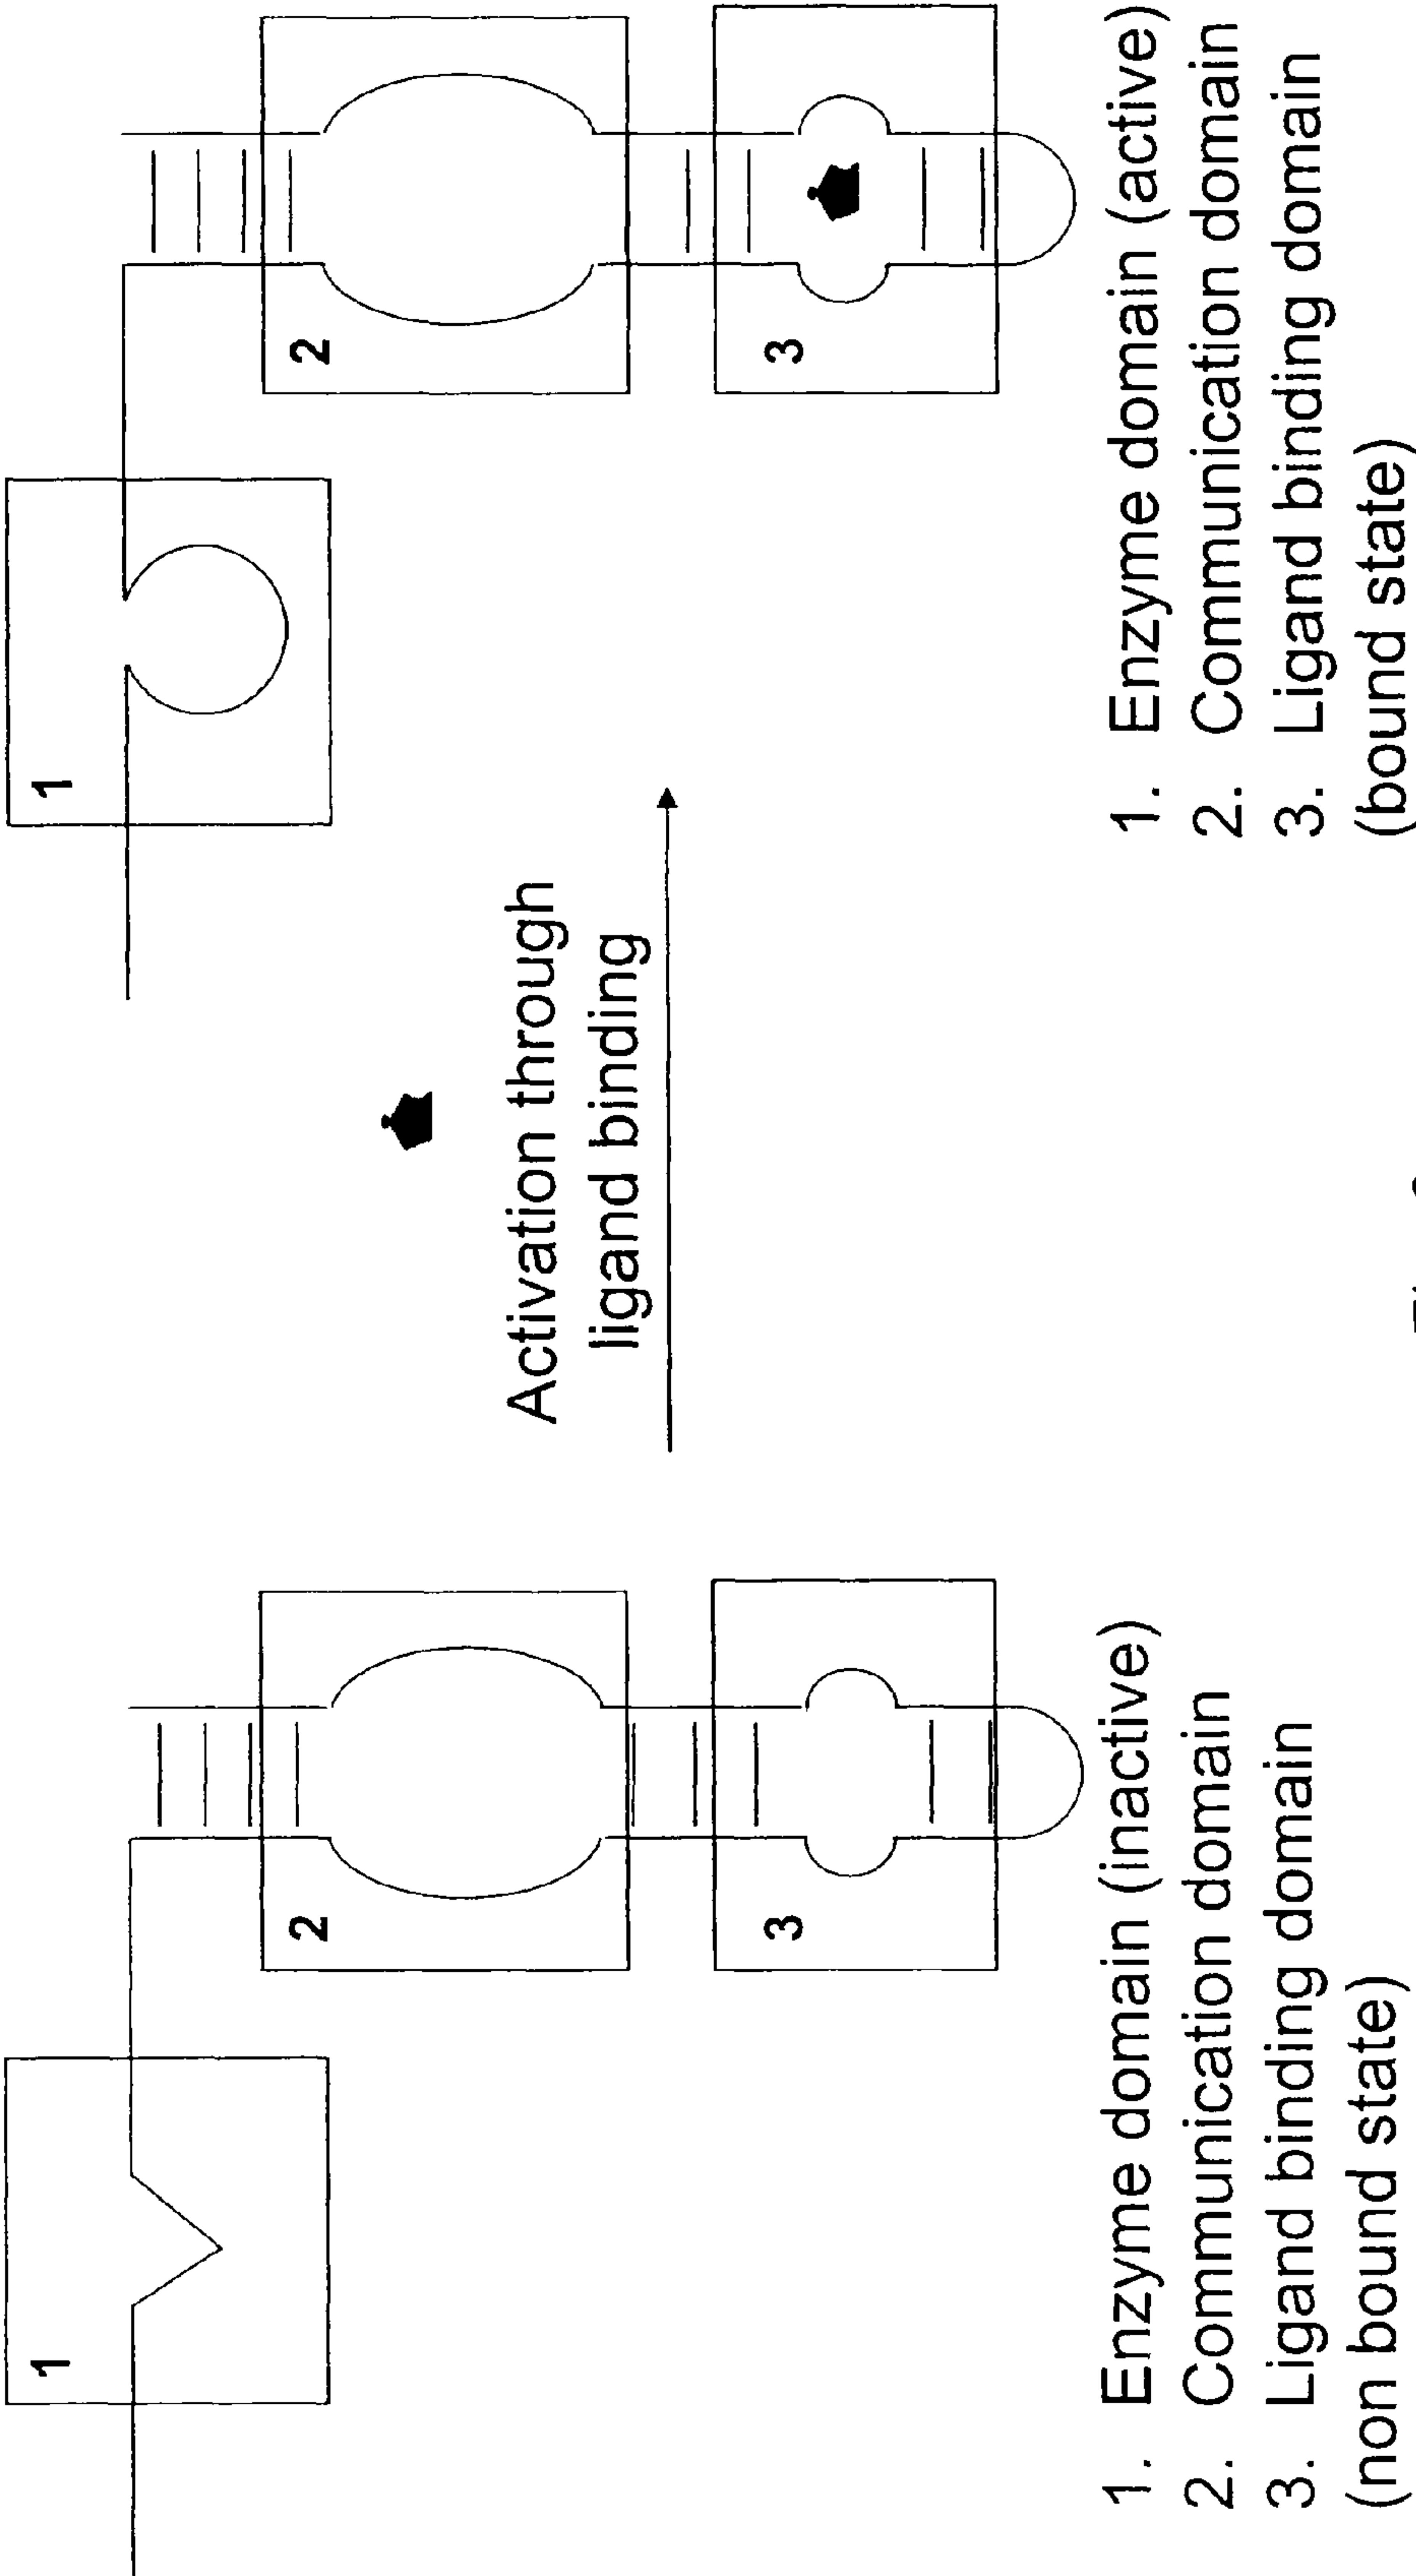 1
2
3
1. Enzyme domain (inactive)
2. Communication domain
3. Ligand binding domain
(non bound state)
Activation through
ligand binding
1
2
3
1. Enzyme domain (active)
2. Communication domain
3. Ligand binding domain
(bound state)